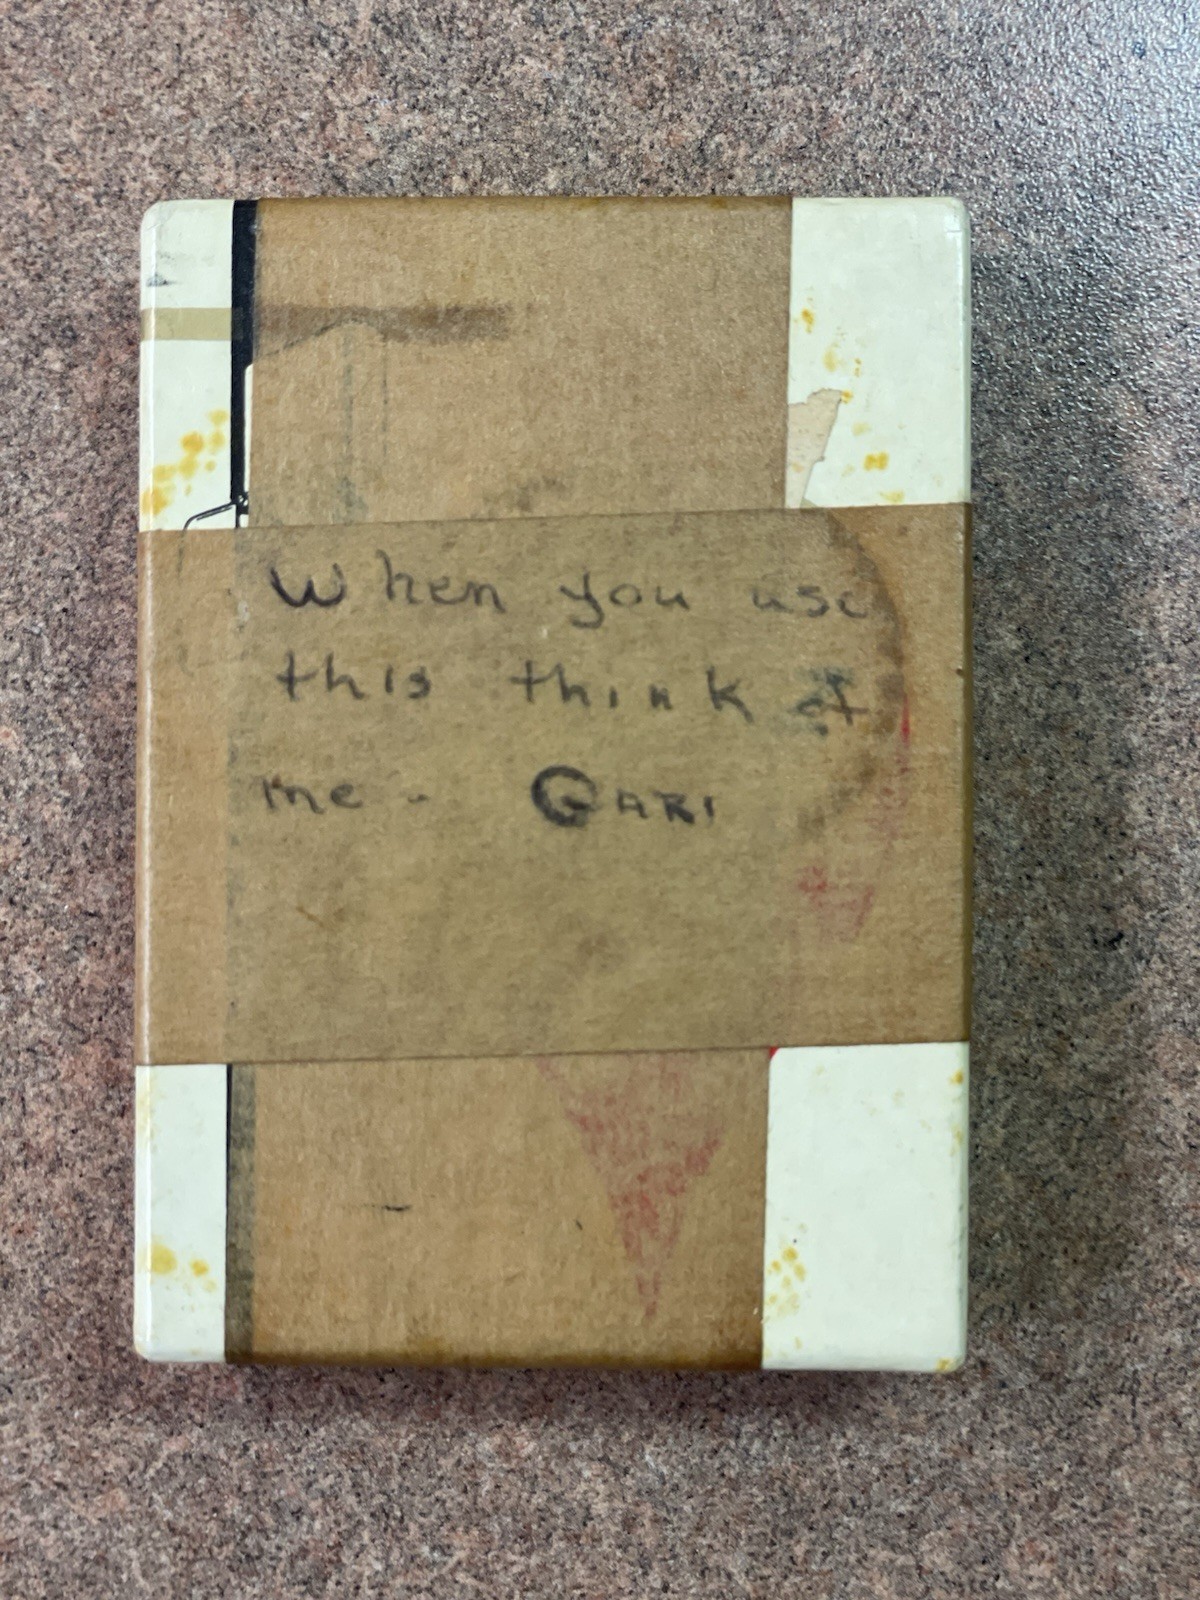 When you use
this think of
me - GARI